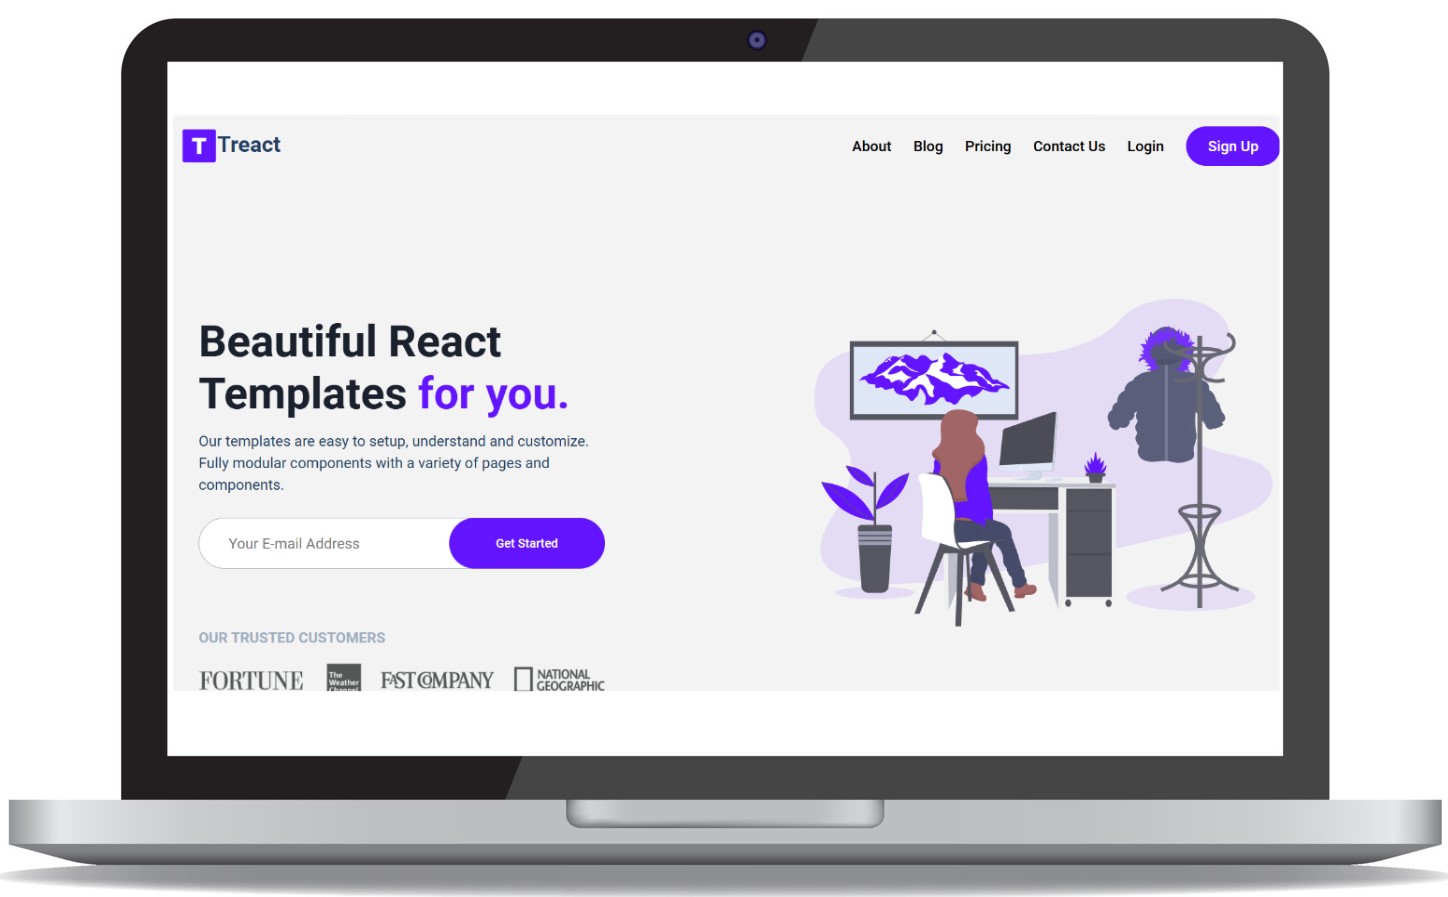 T Treact
About Blog Pricing Contact Us Login Sign Up
Beautiful React
Templates for you.
Our templates are easy to setup, understand and customize.
Fully modular components with a variety of pages and
components.
Your E-mail Address Get Started
OUR TRUSTED CUSTOMERS
FORTUNE
The
Weather
Channel
FAST COMPANY
NATIONAL
GEOGRAPHIC